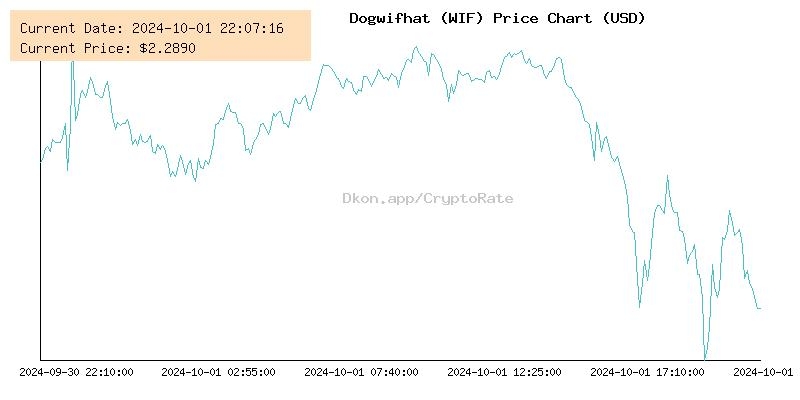 Dogwifhat (WIF) Price Chart (USD)
Current Date: 2024-10-01 22:07:16
Current Price: $2.2890
Dkon.app/CryptoRate
2024-09-30 22:10:00 2024-10-01 02:55:00 2024-10-01 07:40:00 2024-10-01 12:25:00 2024-10-01 17:10:00 2024-10-01